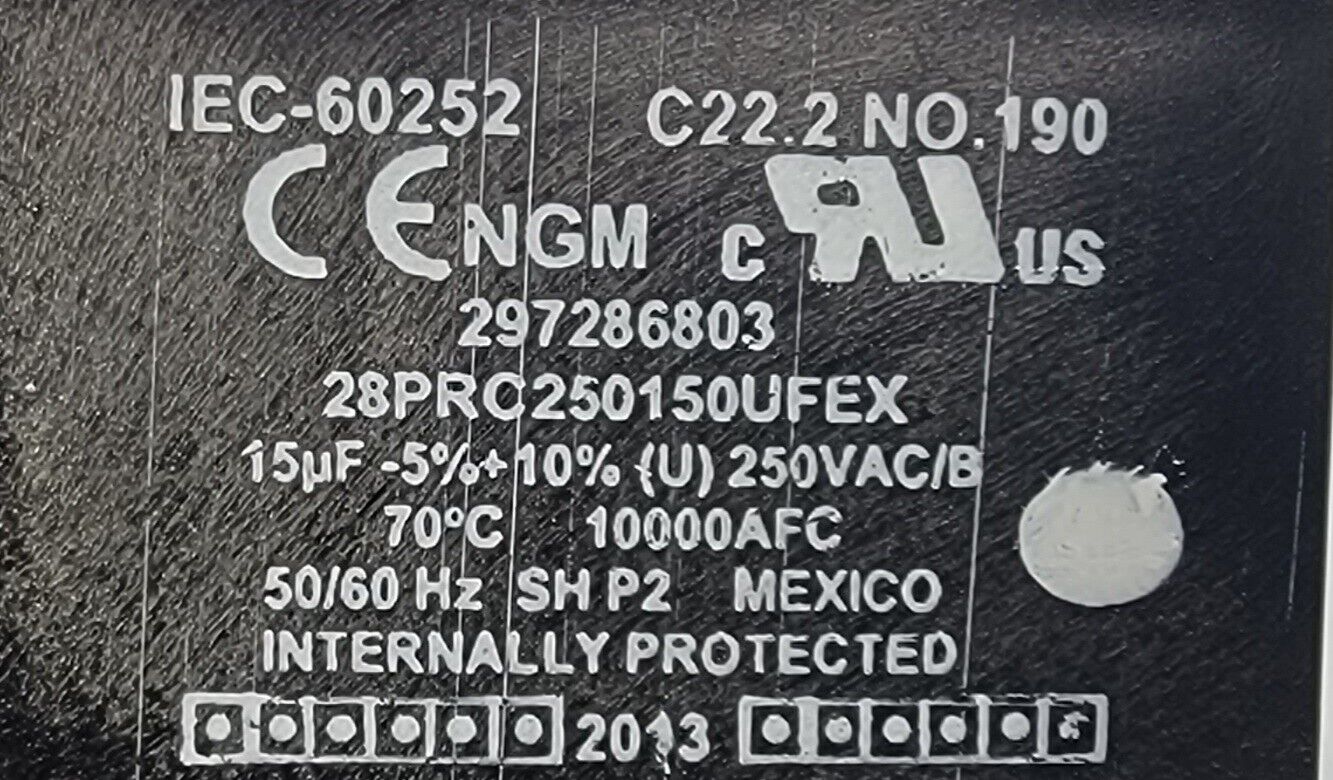 IEC-60252 C22.2 NO.190
CE NGM c RU US
297286803
28PRC250150UFEX
15µF -5%+10% (U) 250VAC/B
70°C 10000AFC
50/60 Hz SH P2 MEXICO
INTERNALLY PROTECTED
2013